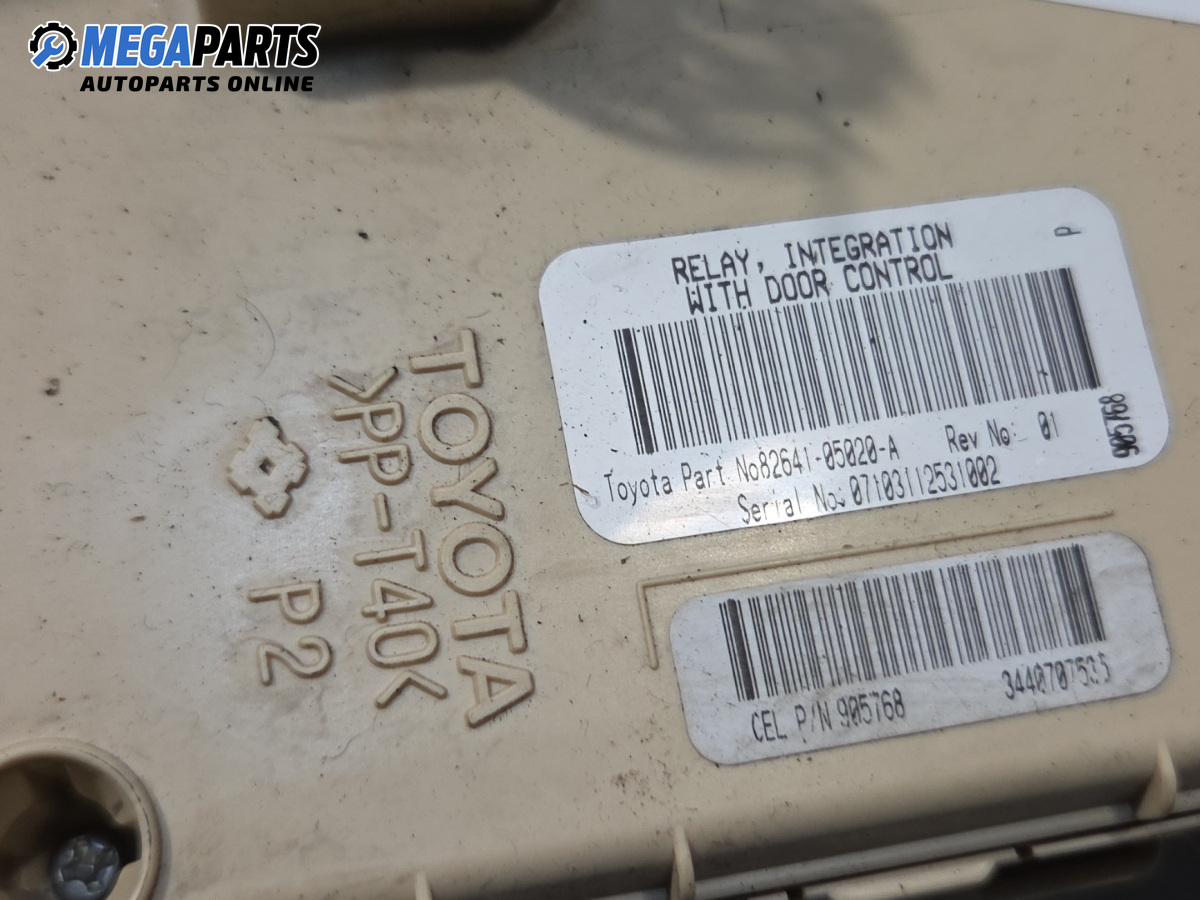 MEGAPARTS
AUTOPARTS ONLINE
RELAY, INTEGRATION
WITH DOOR CONTROL
P
905768
Toyota Part No82641-05020-A Rev No: 01
Serial No:07103112531002
CEL P/N 905768 3440707535
TOYOTA
>PP-T40<
P2